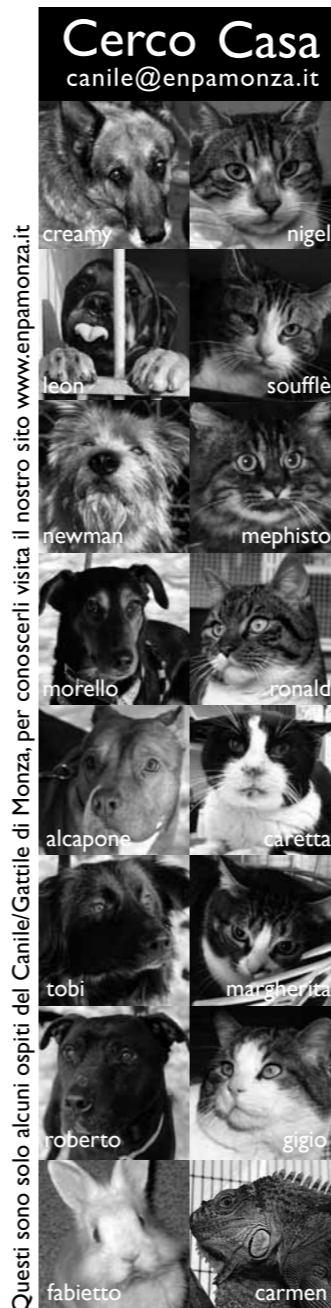 Cerco Casa
canile@enpamonza.it
creamy
nigel
leon
soufflè
newman
mephisto
morello
ronald
alcapone
caretta
tobi
margherita
roberto
gigio
fabietto
carmen
Questi sono solo alcuni ospiti del Canile/Gattile di Monza, per conoscerli visita il nostro sito www.enpamonza.it